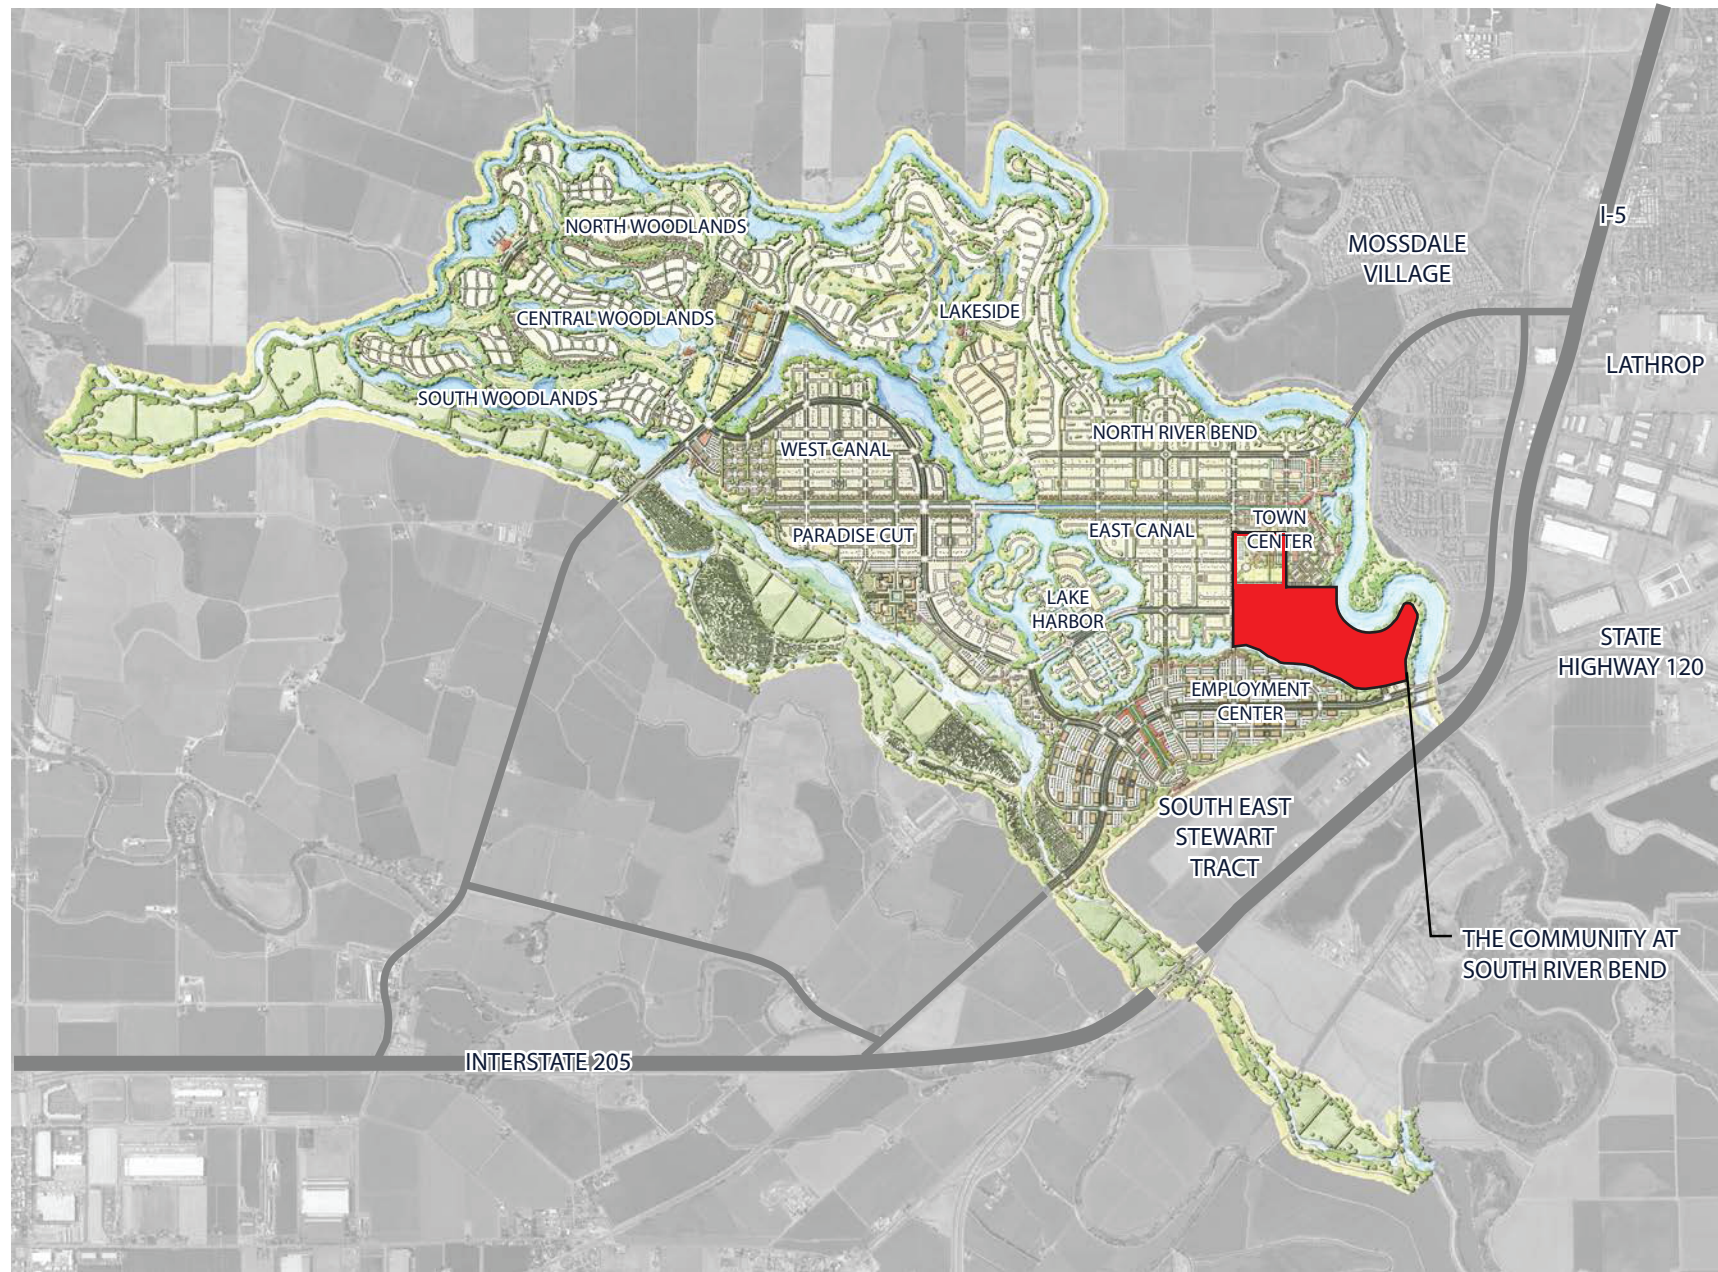 I-5
NORTH WOODLANDS
MOSSDALE
VILLAGE
LAKESIDE
CENTRAL WOODLANDS
LATHROP
SOUTH WOODLANDS
NORTH RIVER BEND
WEST CANAL
TOWN
CENTER
EAST CANAL
PARADISE CUT
LAKE
HARBOR
STATE
HIGHWAY 120
EMPLOYMENT
CENTER
SOUTH EAST
STEWART
TRACT
THE COMMUNITY AT
SOUTH RIVER BEND
INTERSTATE 205